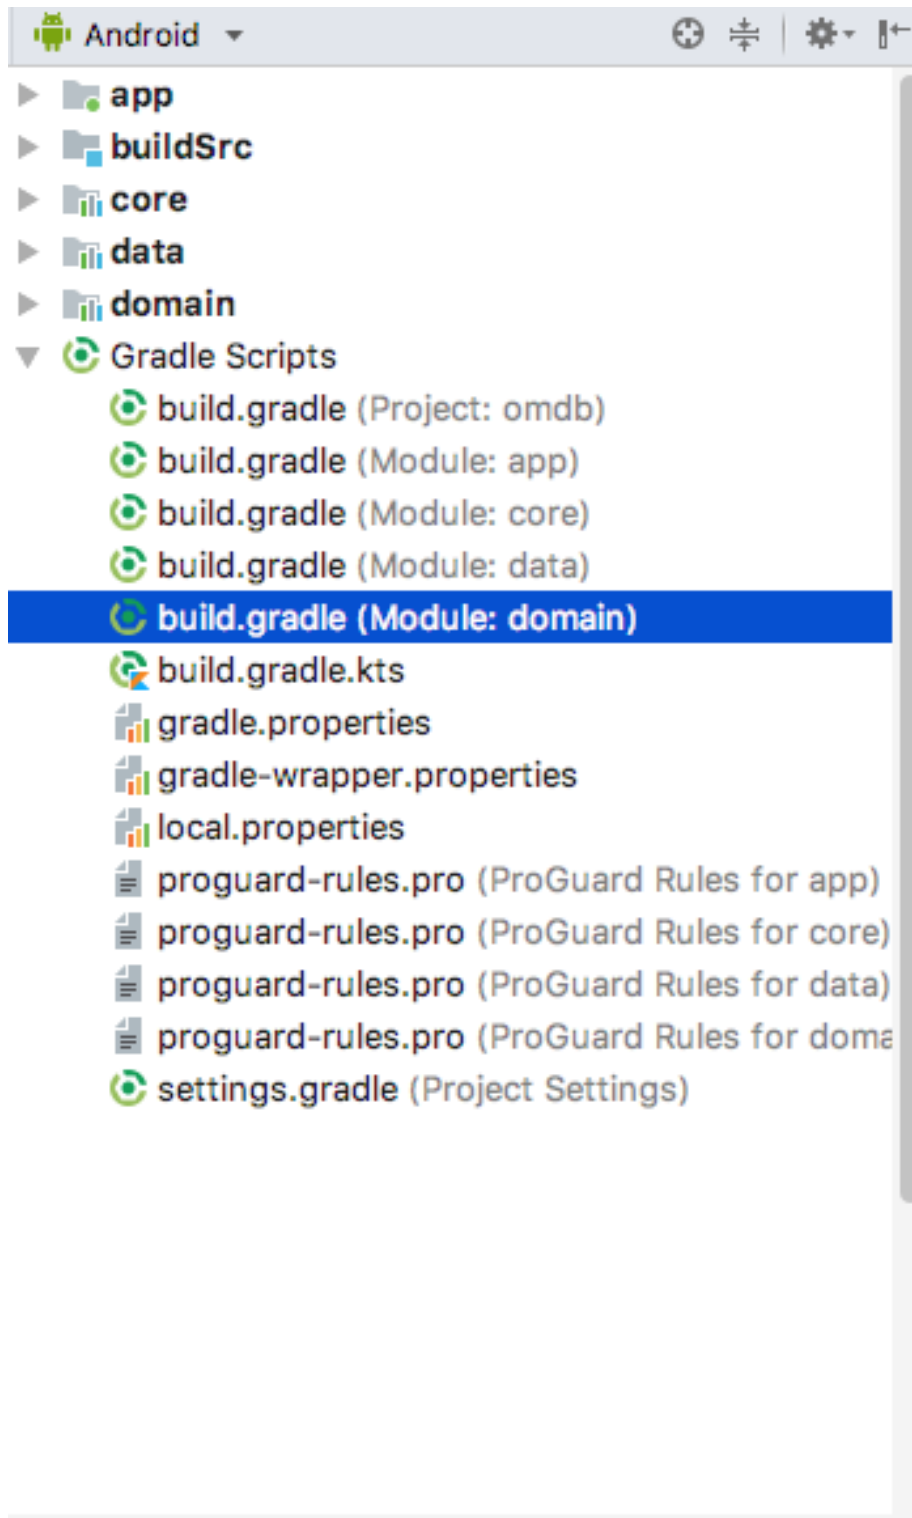 Android
app
buildSrc
core
data
domain
Gradle Scripts
build.gradle (Project: omdb)
build.gradle (Module: app)
build.gradle (Module: core)
build.gradle (Module: data)
build.gradle (Module: domain)
build.gradle.kts
gradle.properties
gradle-wrapper.properties
local.properties
proguard-rules.pro (ProGuard Rules for app)
proguard-rules.pro (ProGuard Rules for core)
proguard-rules.pro (ProGuard Rules for data)
proguard-rules.pro (ProGuard Rules for doma
settings.gradle (Project Settings)